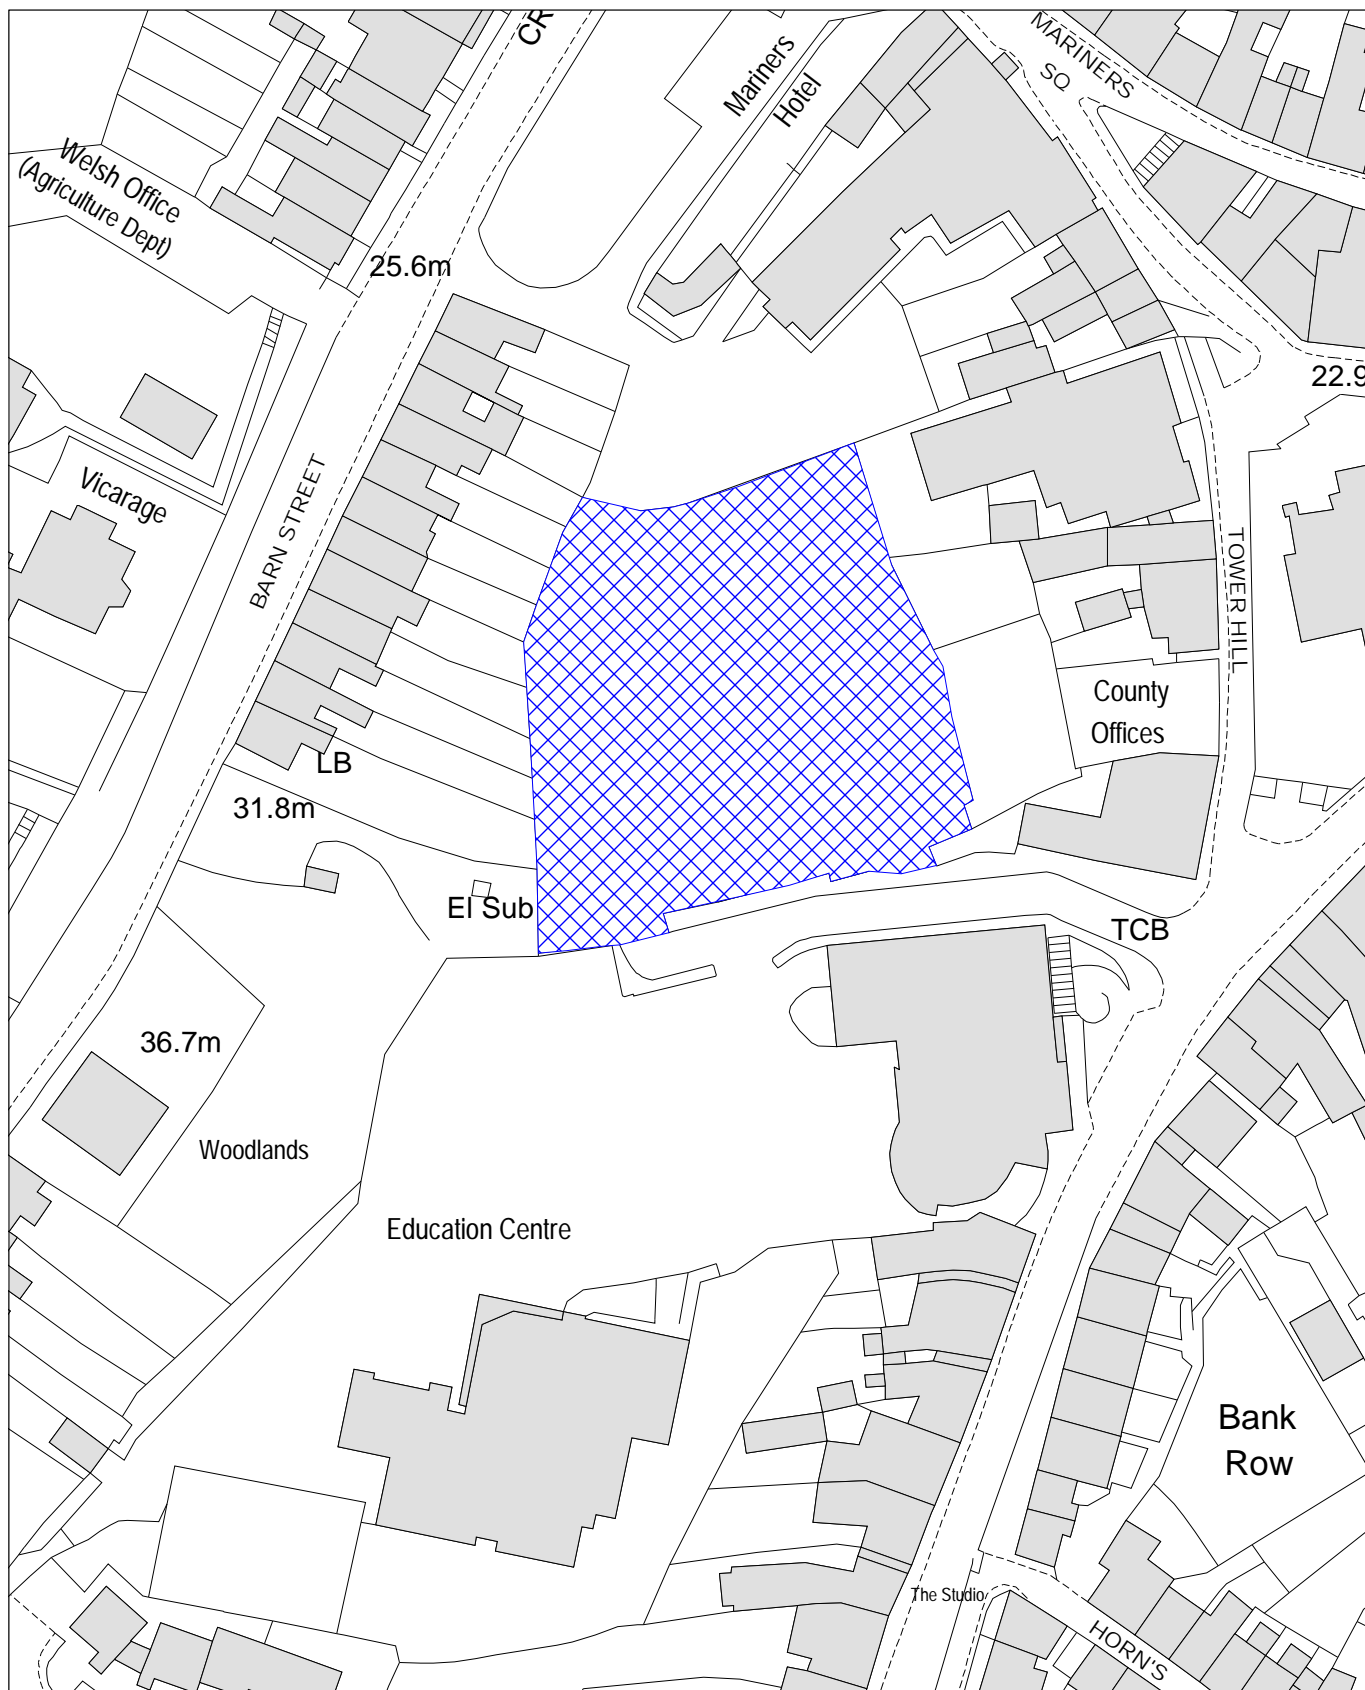 CR
MARINERS
SQ
Mariners
Hotel
Welsh Office
(Agriculture Dept)
25.6m
22.9
Vicarage
BARN STREET
TOWER HILL
County
Offices
LB
31.8m
El Sub
TCB
36.7m
Woodlands
Education Centre
Bank
Row
The Studio
HORN'S